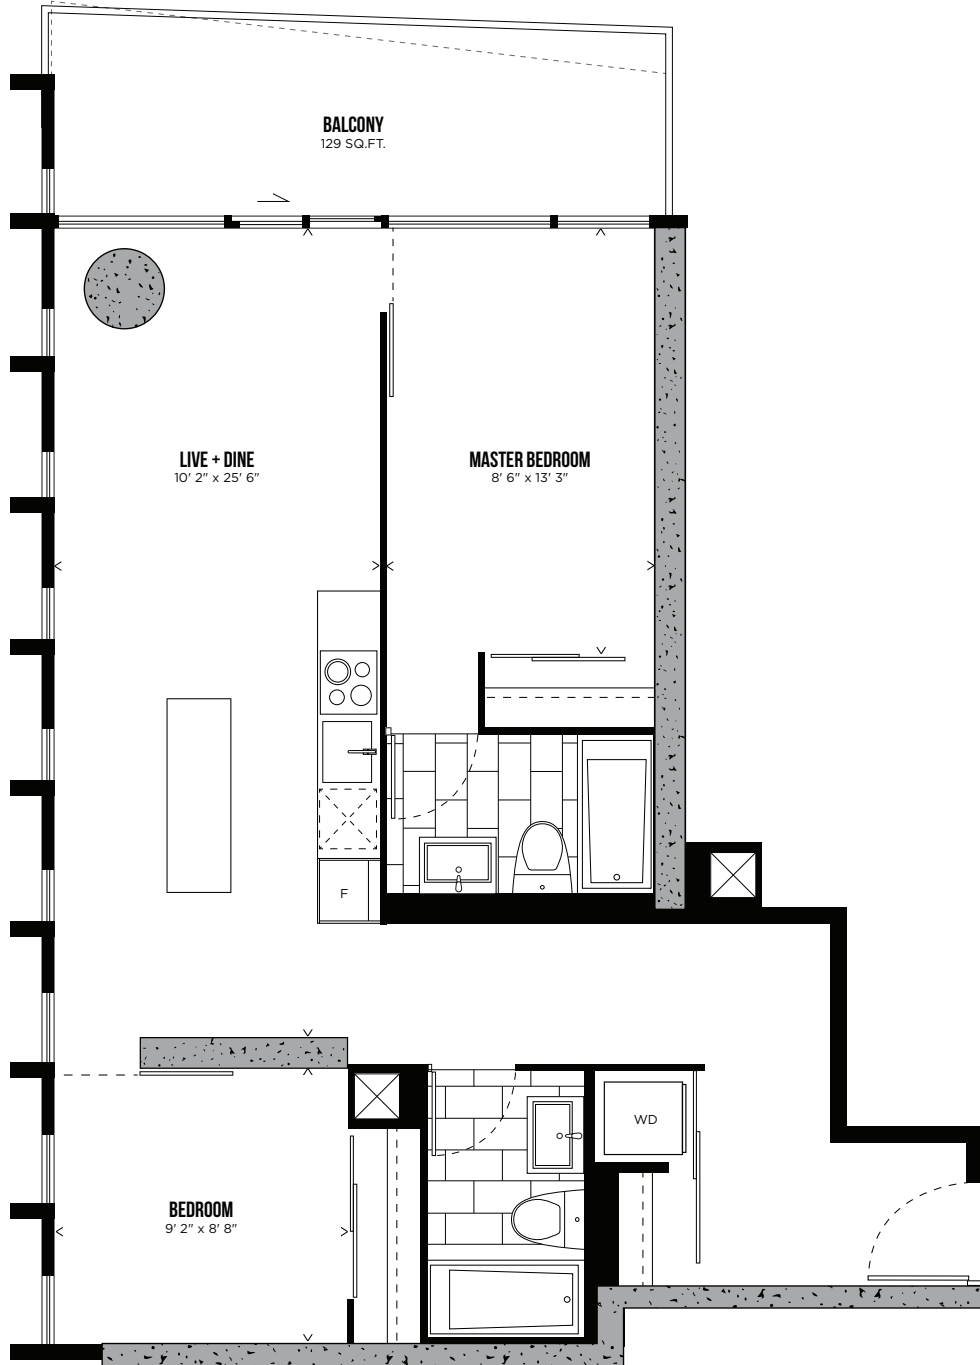 BALCONY
129 SQ.FT.
LIVE + DINE
10' 2" x 25' 6"
MASTER BEDROOM
8' 6" x 13' 3"
F
WD
BEDROOM
9' 2" x 8' 8"